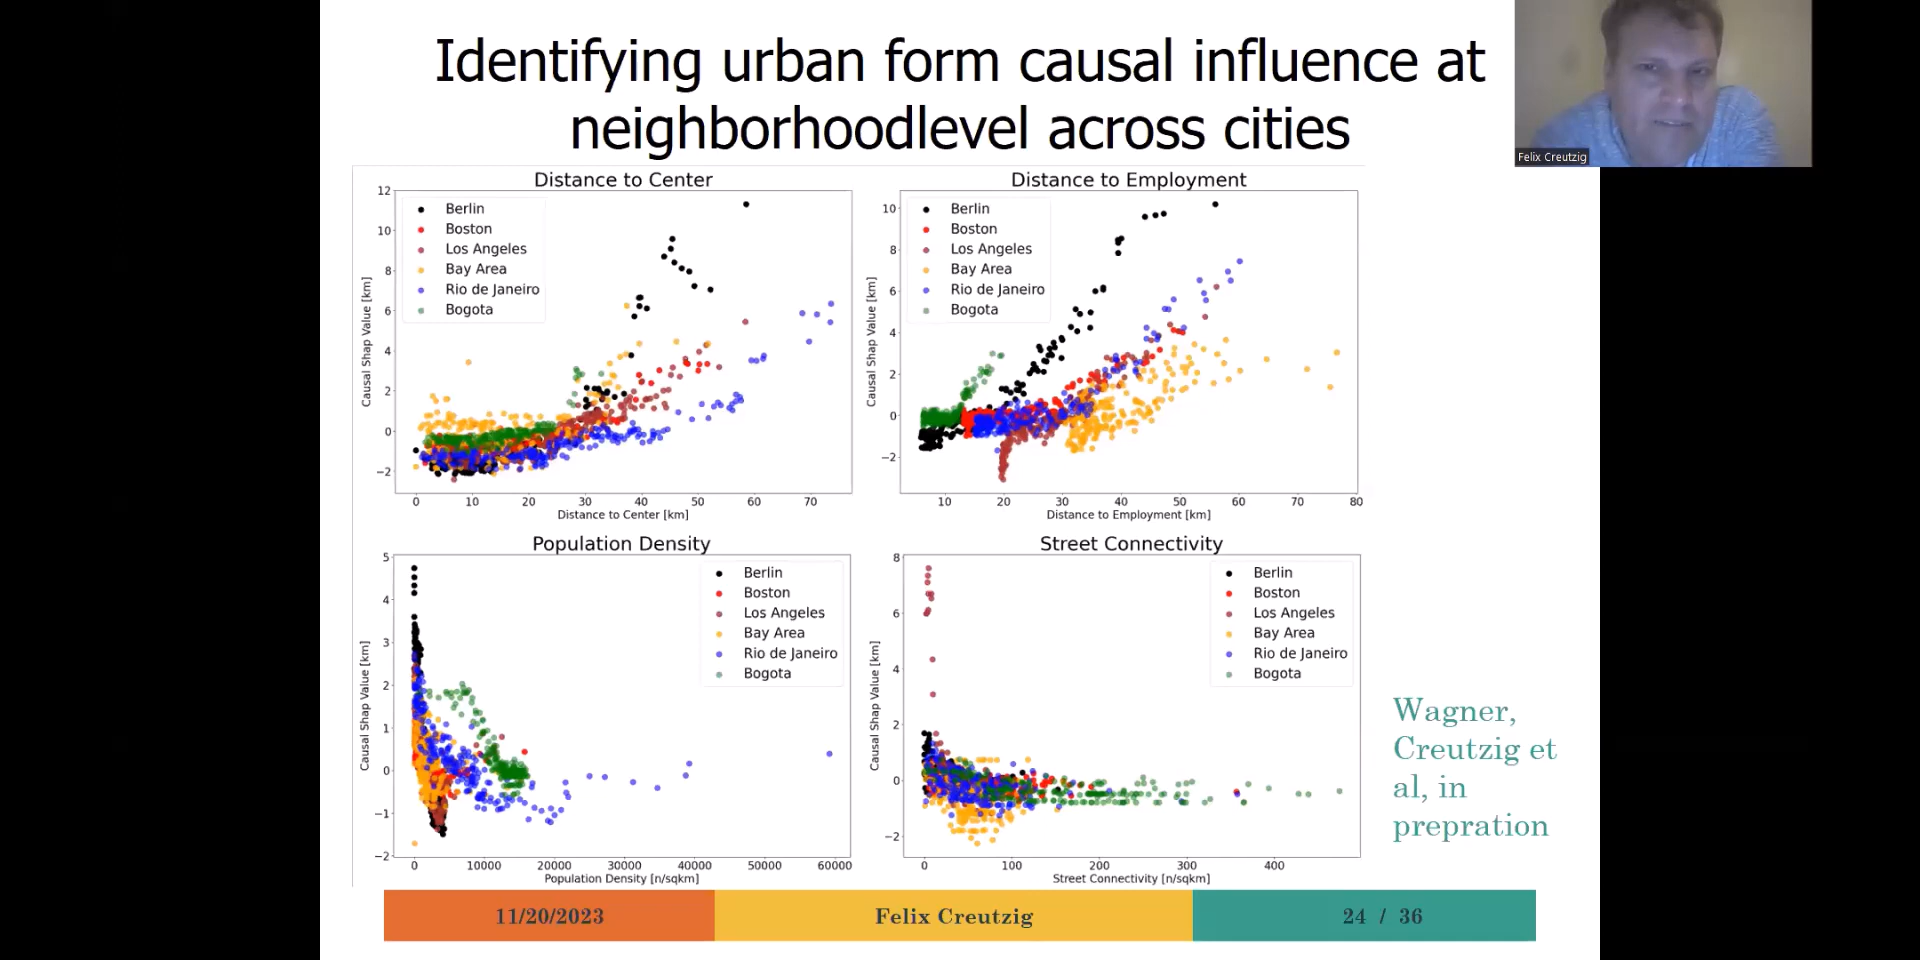 Identifying urban form causal influence at
neighborhoodlevel across cities
Felix Creutzig
Distance to Center
12
10
8
6
4
2
0
−2
Causal Shap Value [km]
Berlin
Boston
Los Angeles
Bay Area
Rio de Janeiro
Bogota
0 10 20 30 40 50 60 70
Distance to Center [km]
Distance to Employment
10
8
6
4
2
0
−2
Causal Shap Value [km]
Berlin
Boston
Los Angeles
Bay Area
Rio de Janeiro
Bogota
10 20 30 40 50 60 70 80
Distance to Employment [km]
Population Density
5
4
3
2
1
0
−1
−2
Causal Shap Value [km]
Berlin
Boston
Los Angeles
Bay Area
Rio de Janeiro
Bogota
0 10000 20000 30000 40000 50000 60000
Population Density [n/sqkm]
Street Connectivity
8
6
4
2
0
−2
Causal Shap Value [km]
Berlin
Boston
Los Angeles
Bay Area
Rio de Janeiro
Bogota
0 100 200 300 400
Street Connectivity [n/sqkm]
Wagner,
Creutzig et
al, in
prepration
11/20/2023
Felix Creutzig
24 / 36